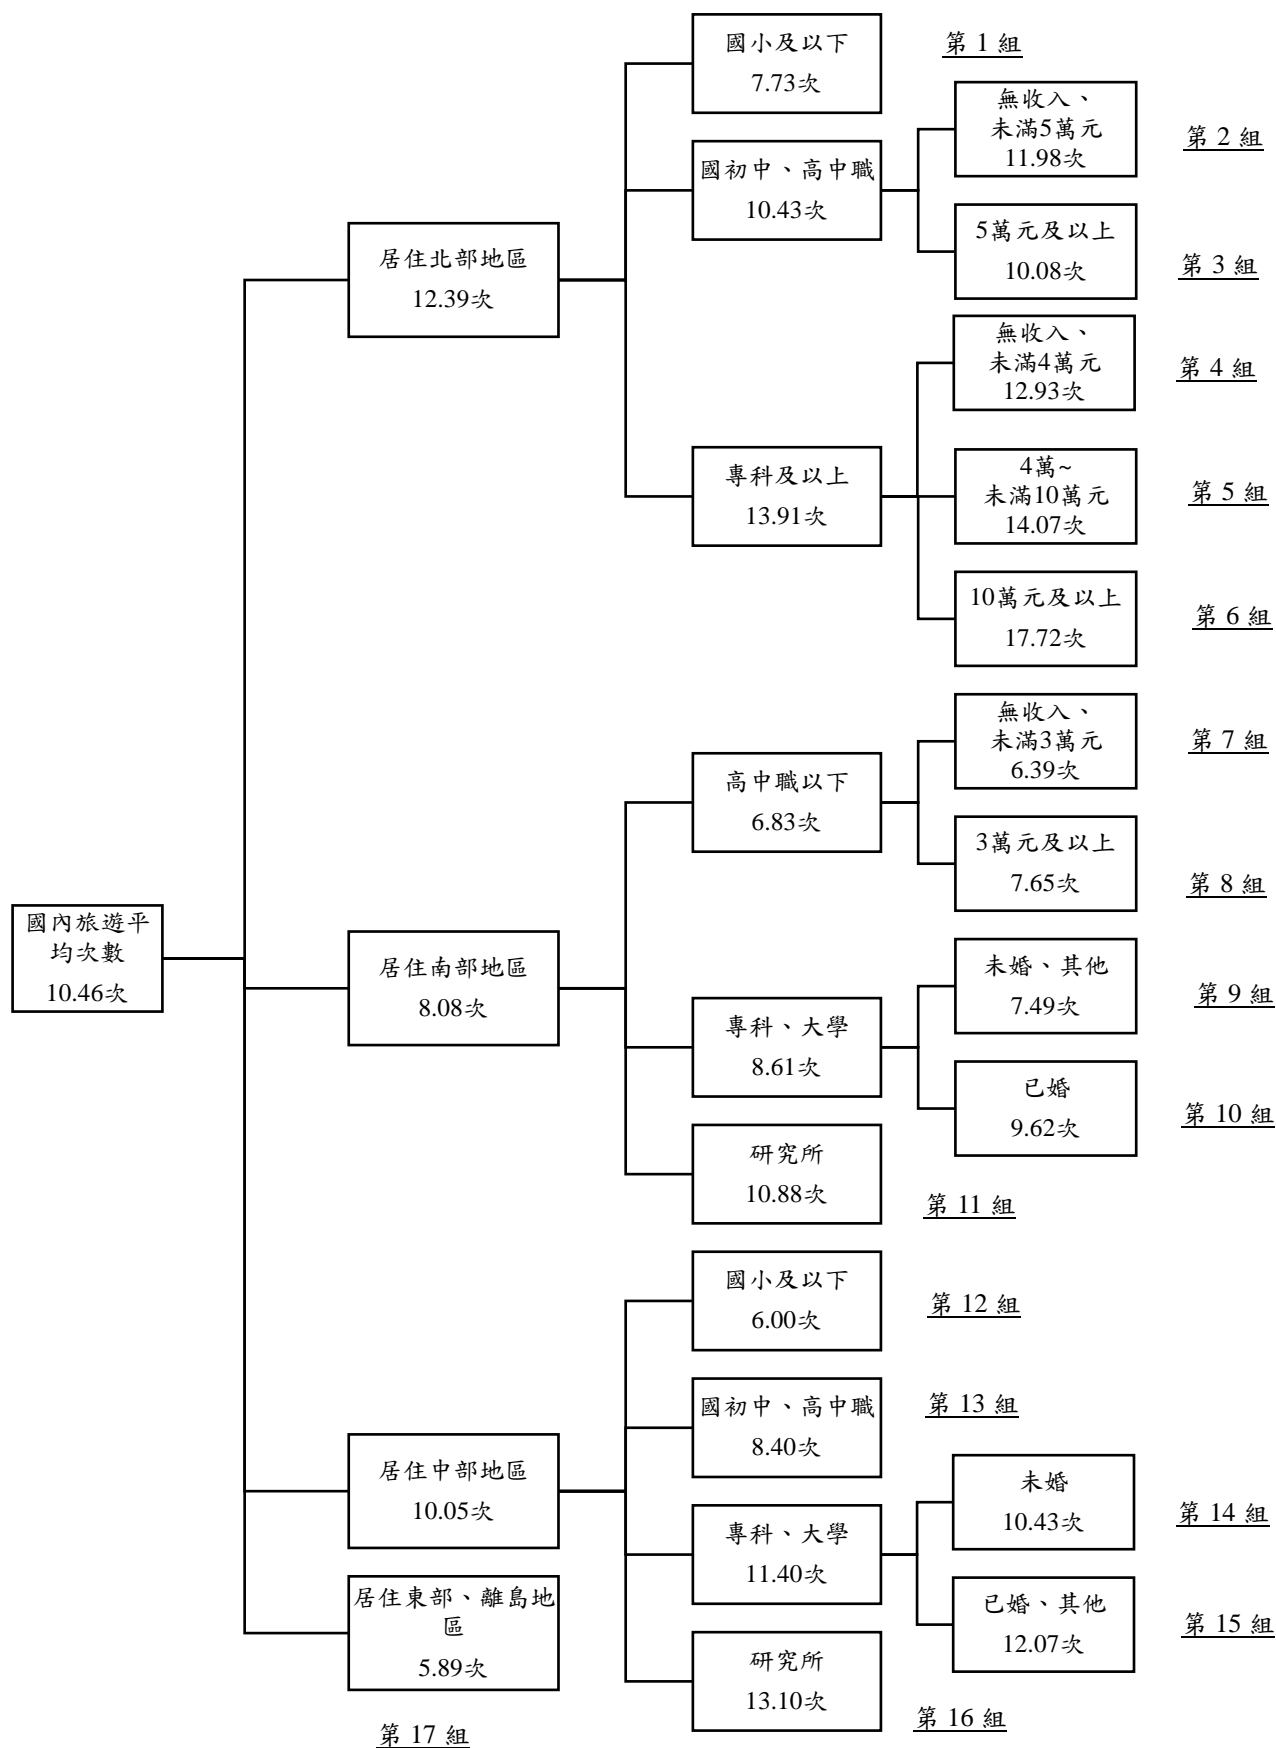 國小及以下
7.73次
第 1 組
國初中、高中職
10.43次
無收入、
未滿5萬元
11.98次
第 2 組
5萬元及以上
10.08次
第 3 組
居住北部地區
12.39次
無收入、
未滿4萬元
12.93次
第 4 組
專科及以上
13.91次
4萬~
未滿10萬元
14.07次
第 5 組
10萬元及以上
17.72次
第 6 組
無收入、
未滿3萬元
6.39次
第 7 組
高中職以下
6.83次
3萬元及以上
7.65次
第 8 組
國內旅遊平
均次數
10.46次
居住南部地區
8.08次
未婚、其他
7.49次
第 9 組
專科、大學
8.61次
已婚
9.62次
第 10 組
研究所
10.88次
第 11 組
國小及以下
6.00次
第 12 組
國初中、高中職
8.40次
第 13 組
居住中部地區
10.05次
未婚
10.43次
第 14 組
專科、大學
11.40次
已婚、其他
12.07次
第 15 組
居住東部、離島地
區
5.89次
第 17 組
研究所
13.10次
第 16 組